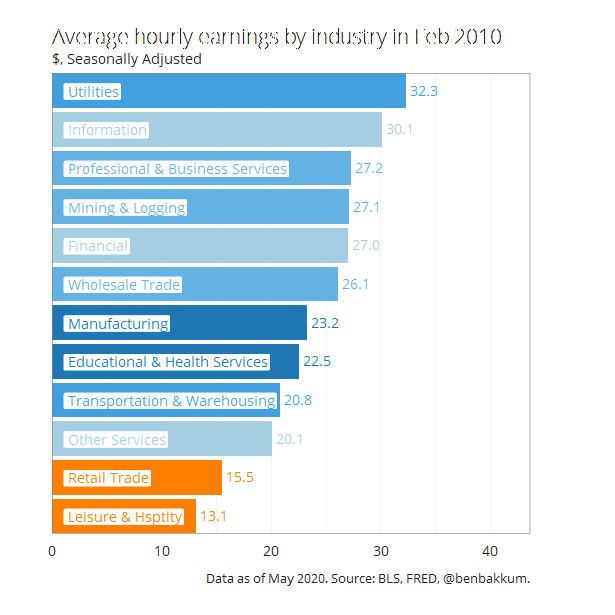 Average hourly earnings by industry in Feb 2010
$, Seasonally Adjusted
Utilities 32.3
Information 30.1
Professional & Business Services 27.2
Mining & Logging 27.1
Financial 27.0
Wholesale Trade 26.1
Manufacturing 23.2
Educational & Health Services 22.5
Transportation & Warehousing 20.8
Other Services 20.1
Retail Trade 15.5
Leisure & Hsptlty 13.1
0 10 20 30 40
Data as of May 2020. Source: BLS, FRED, @benbakkum.